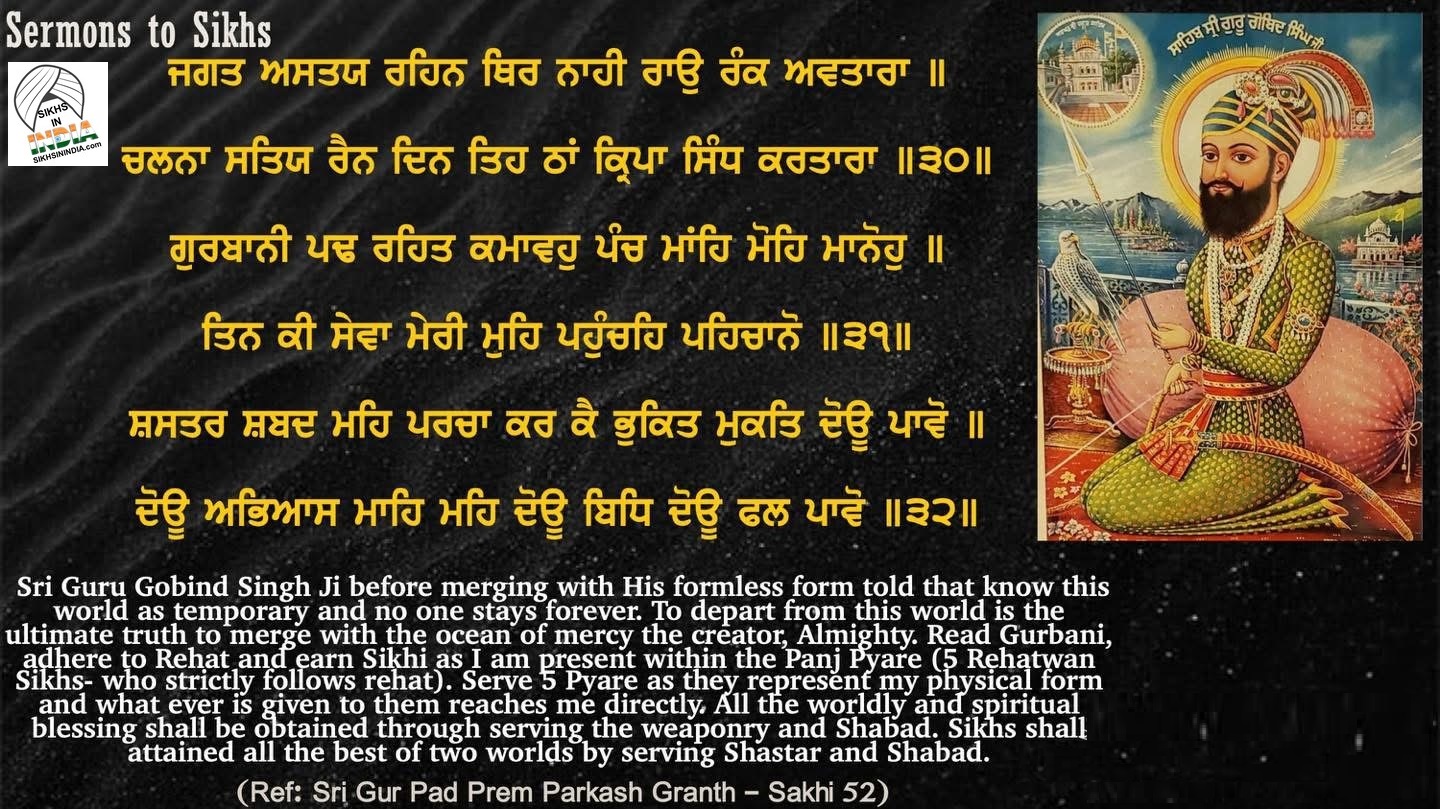 Sermons to Sikhs
SIKHS
IN
INDIA
SIKHSININDIA.com
ਜਗਤ ਅਸਤਯ ਰਹਿਨ ਥਿਰ ਨਾਹੀ ਰਾਉ ਰੰਕ ਅਵਤਾਰਾ ॥
ਚਲਨਾ ਸਤਿਯ ਰੈਨ ਦਿਨ ਤਿਹ ਠਾਂ ਕ੍ਰਿਪਾ ਸਿੰਧ ਕਰਤਾਰਾ ॥੩੦॥
ਗੁਰਬਾਨੀ ਪਢ ਰਹਿਤ ਕਮਾਵਹੁ ਪੰਚ ਮਾਂਹਿ ਮੋਹਿ ਮਾਨੋਹੁ ॥
ਤਿਨ ਕੀ ਸੇਵਾ ਮੇਰੀ ਮੁਹਿ ਪਹੁੰਚਹਿ ਪਹਿਚਾਨੋ ॥੩੧॥
ਸ਼ਸਤਰ ਸ਼ਬਦ ਮਹਿ ਪਰਚਾ ਕਰ ਕੈ ਭੁਕਿਤ ਮੁਕਤਿ ਦੋਊ ਪਾਵੋ ॥
ਦੋਊ ਅਭਿਆਸ ਮਾਹਿ ਮਹਿ ਦੋਊ ਬਿਧਿ ਦੋਊ ਫਲ ਪਾਵੋ ॥੩੨॥
ਸਾਹਿਬ ਸ੍ਰੀ ਗੁਰੂ ਗੋਬਿੰਦ ਸਿੰਘ ਜੀ
Sri Guru Gobind Singh Ji before merging with His formless form told that know this
world as temporary and no one stays forever. To depart from this world is the
ultimate truth to merge with the ocean of mercy the creator, Almighty. Read Gurbani,
adhere to Rehat and earn Sikhi as I am present within the Panj Pyare (5 Rehatwan
Sikhs- who strictly follows rehat). Serve 5 Pyare as they represent my physical form
and what ever is given to them reaches me directly. All the worldly and spiritual
blessing shall be obtained through serving the weaponry and Shabad. Sikhs shall
attained all the best of two worlds by serving Shastar and Shabad.
(Ref: Sri Gur Pad Prem Parkash Granth – Sakhi 52)